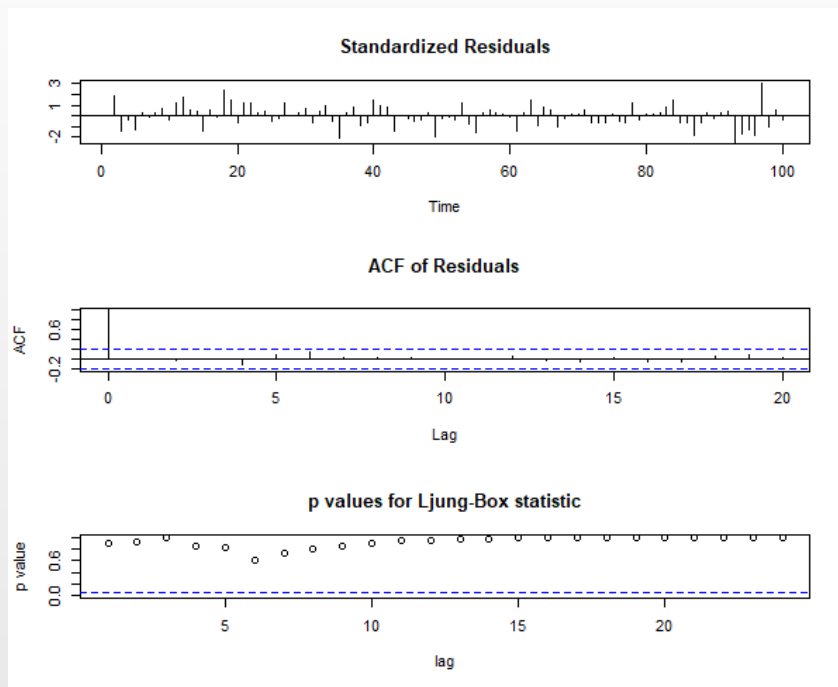 Standardized Residuals
3
1
-2
0 20 40 60 80 100
Time
ACF of Residuals
ACF
0.6
-0.2
0 5 10 15 20
Lag
p values for Ljung-Box statistic
p value
0.6
0.0
5 10 15 20
lag